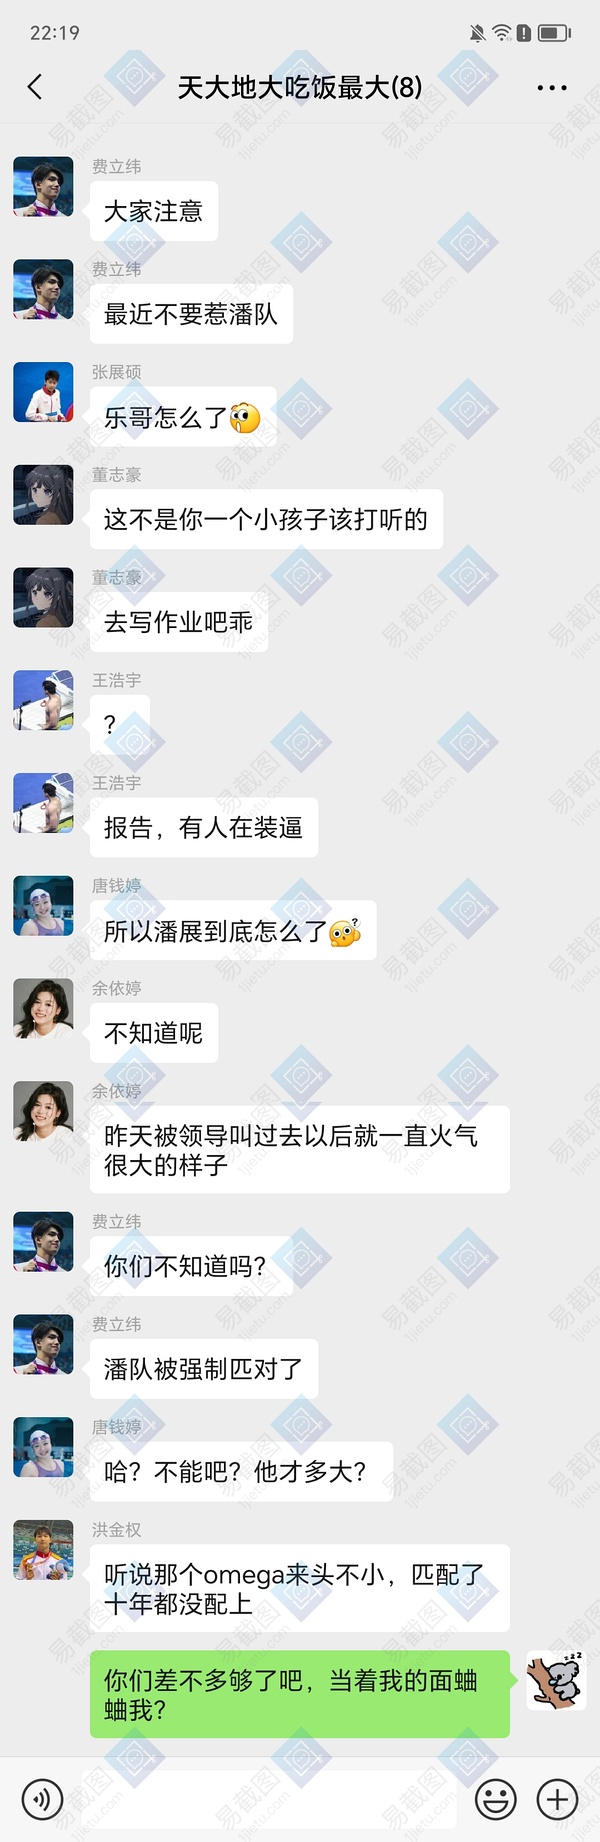 22:19
天大地大吃饭最大(8)
费立纬
大家注意
费立纬
最近不要惹潘队
张展硕
乐哥怎么了
董志豪
这不是你一个小孩子该打听的
董志豪
去写作业吧乖
王浩宇
?
王浩宇
报告，有人在装逼
唐钱婷
所以潘展到底怎么了
余依婷
不知道呢
余依婷
昨天被领导叫过去以后就一直火气
很大的样子
费立纬
你们不知道吗?
费立纬
潘队被强制匹对了
唐钱婷
哈？不能吧？他才多大?
洪金权
听说那个omega来头不小，匹配了
十年都没配上
你们差不多够了吧，当着我的面蛐
蛐我?
易截图
1jietu.com